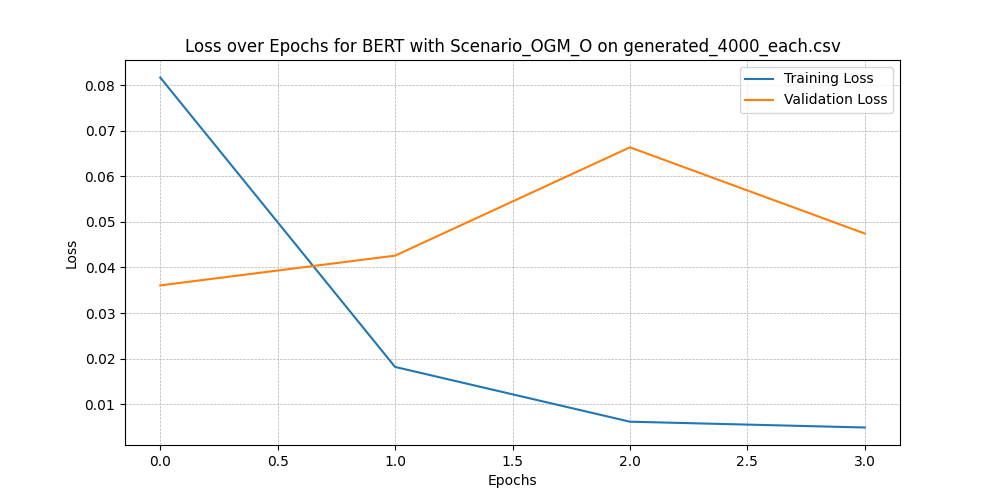 Loss over Epochs for BERT with Scenario_OGM_O on generated_4000_each.csv
Training Loss
Validation Loss
0.08
0.07
0.06
0.05
0.04
0.03
0.02
0.01
Loss
0.0 0.5 1.0 1.5 2.0 2.5 3.0
Epochs